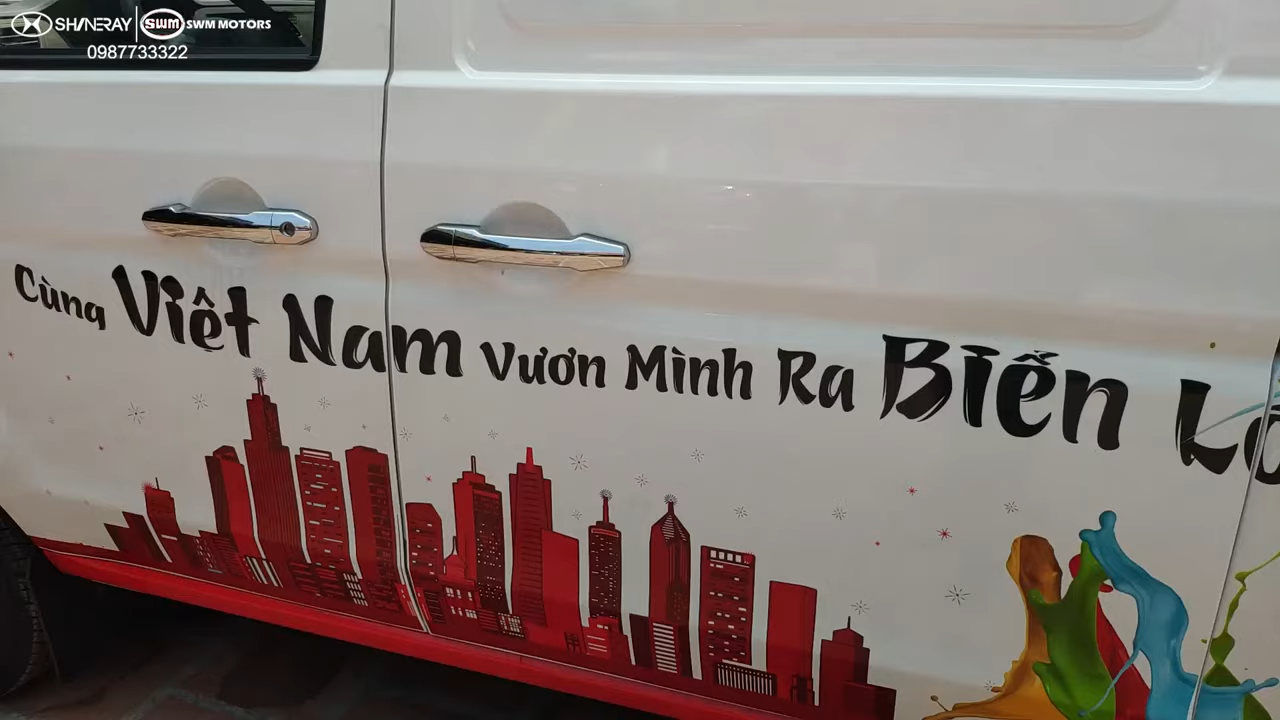 SHINERAY SWM SWM MOTORS
0987733322
Cùng Việt Nam Vươn Mình Ra Biển